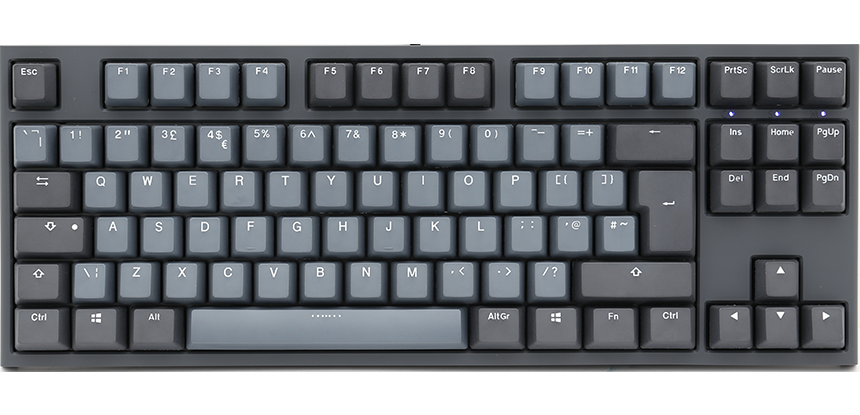 Esc F1 F2 F3 F4 F5 F6 F7 F8 F9 F10 F11 F12 PrtSc ScrLk Pause
\¬| 1! 2" 3£ 4$€ 5% 6^ 7& 8* 9( 0) -_ =+ ← Ins Home PgUp
Q W E R T Y U I O P [{ ]} Del End PgDn
A S D F G H J K L ;: '@ #~
\| Z X C V B N M ,< .> /?
Ctrl Alt AltGr Fn Ctrl